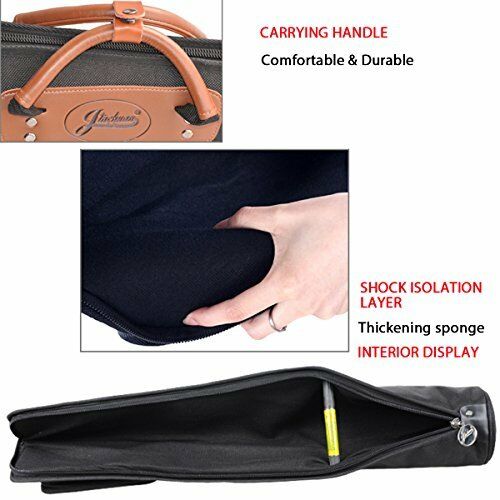 CARRYING HANDLE
Comfortable & Durable
SHOCK ISOLATION
LAYER
Thickening sponge
INTERIOR DISPLAY